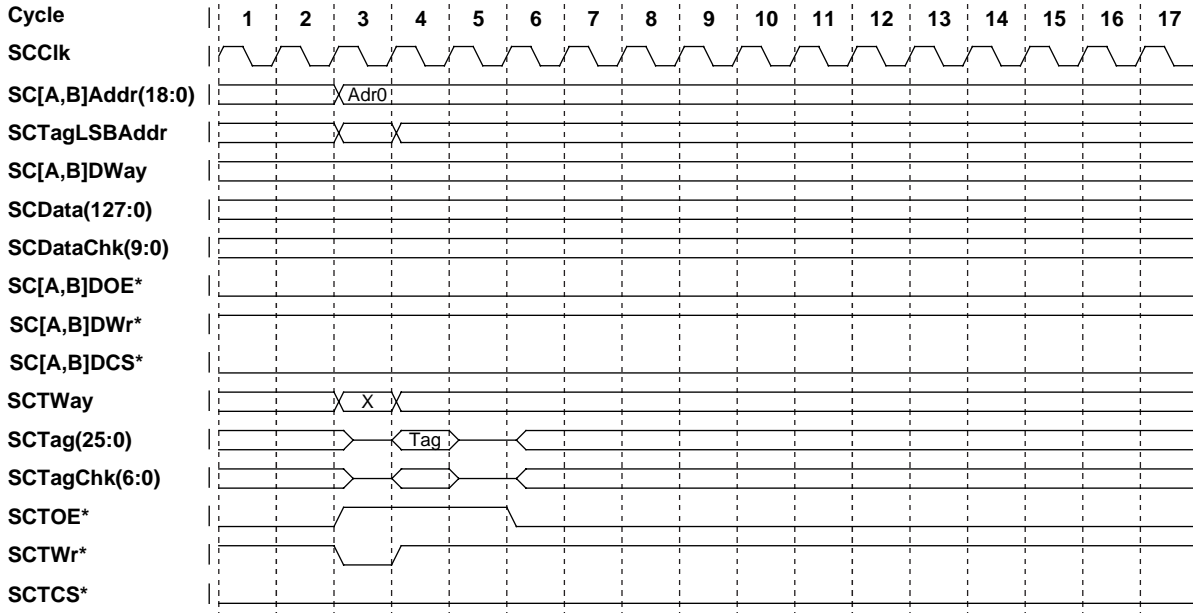 Cycle 1 2 3 4 5 6 7 8 9 10 11 12 13 14 15 16 17
SCClk
SC[A,B]Addr(18:0) Adr0
SCTagLSBAddr
SC[A,B]DWay
SCData(127:0)
SCDataChk(9:0)
SC[A,B]DOE*
SC[A,B]DWr*
SC[A,B]DCS*
SCTWay X
SCTag(25:0) Tag
SCTagChk(6:0)
SCTOE*
SCTWr*
SCTCS*